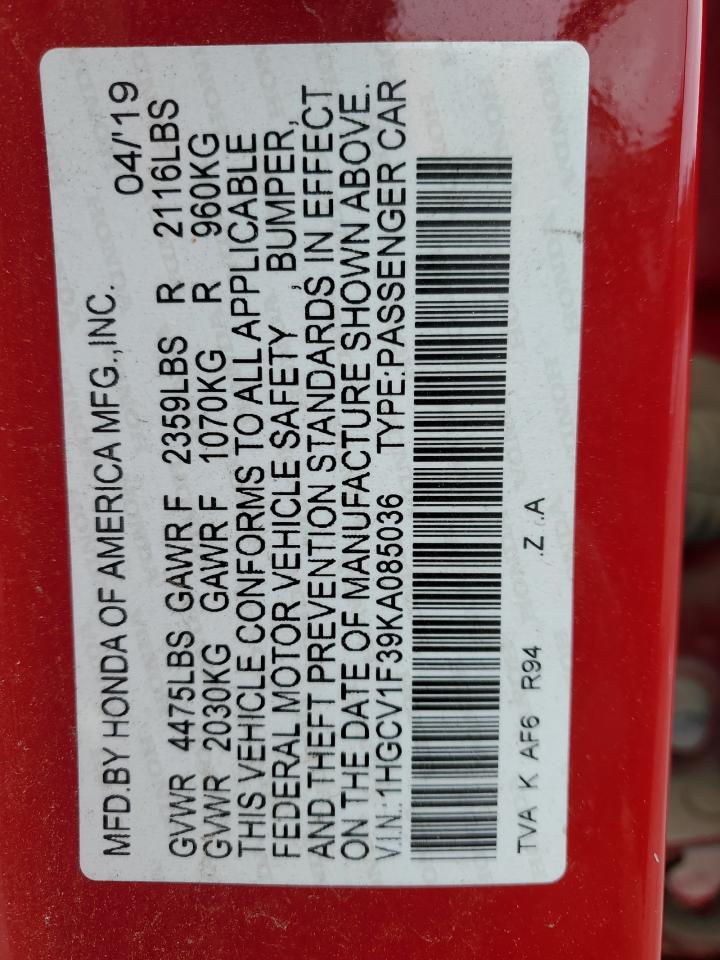 MFD.BY HONDA OF AMERICA MFG.,INC. 04/'19
GVWR 4475LBS GAWR F 2359LBS R 2116LBS
GVWR 2030KG GAWR F 1070KG R 960KG
THIS VEHICLE CONFORMS TO ALL APPLICABLE
FEDERAL MOTOR VEHICLE SAFETY , BUMPER,
AND THEFT PREVENTION STANDARDS IN EFFECT
ON THE DATE OF MANUFACTURE SHOWN ABOVE.
V.I.N.: 1HGCV1F39KA085036 TYPE:PASSENGER CAR
TVA K AF6 R94 .Z .A